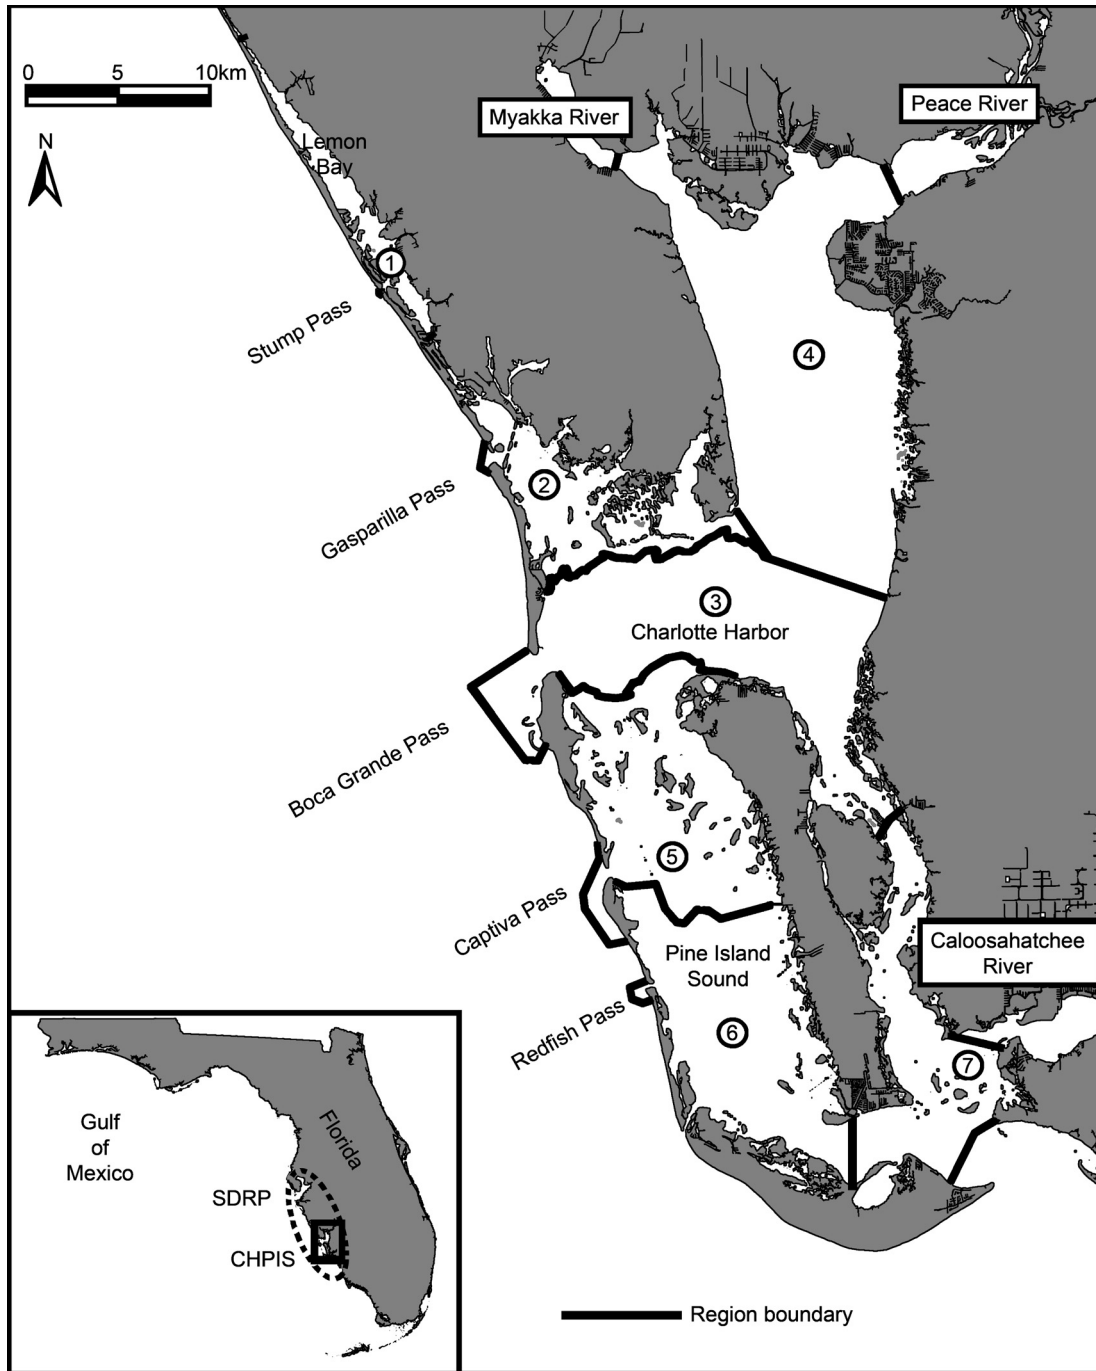 0 5 10km
N
Myakka River
Peace River
Lemon
Bay
1
Stump Pass
4
2
Gasparilla Pass
3
Charlotte Harbor
Boca Grande Pass
5
Captiva Pass
Pine Island
Sound
Caloosahatchee
River
Redfish Pass
6
7
Gulf
of
Mexico
Florida
SDRP
CHPIS
Region boundary